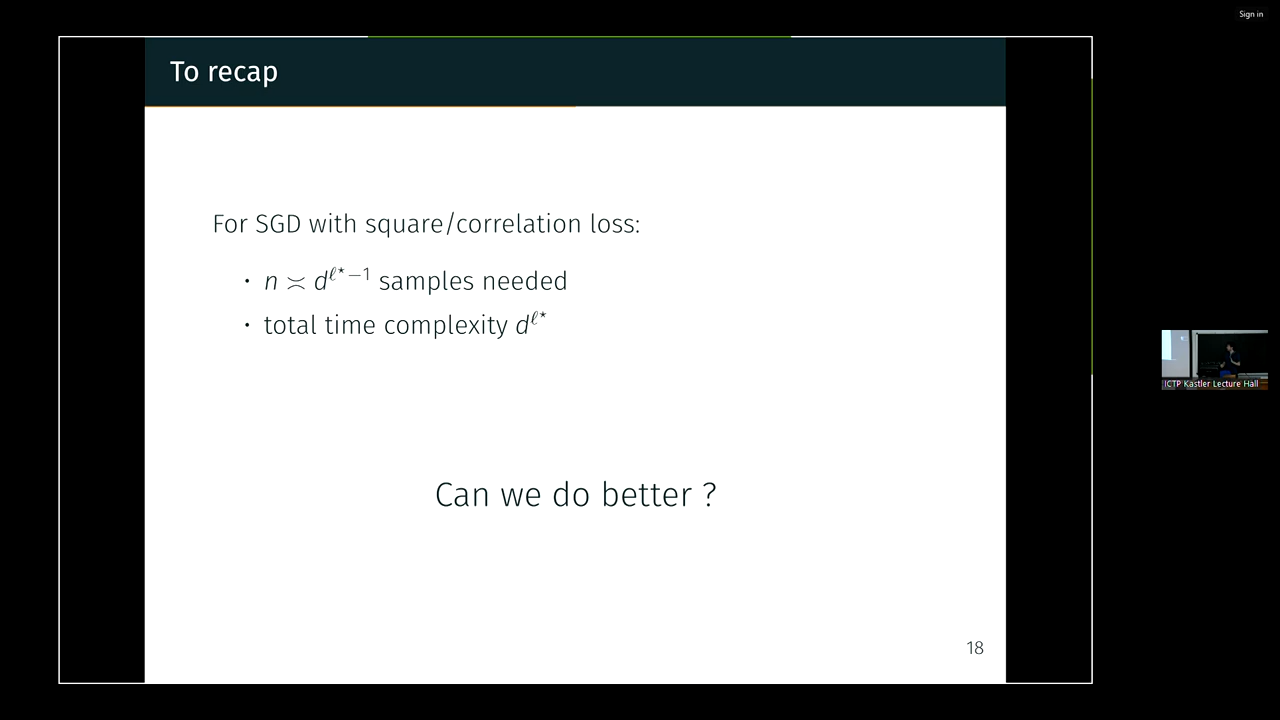 Sign in
To recap
For SGD with square/correlation loss:
· n ≍ d^{ℓ⋆−1} samples needed
· total time complexity d^{ℓ⋆}
Can we do better ?
18
ICTP Kastler Lecture Hall